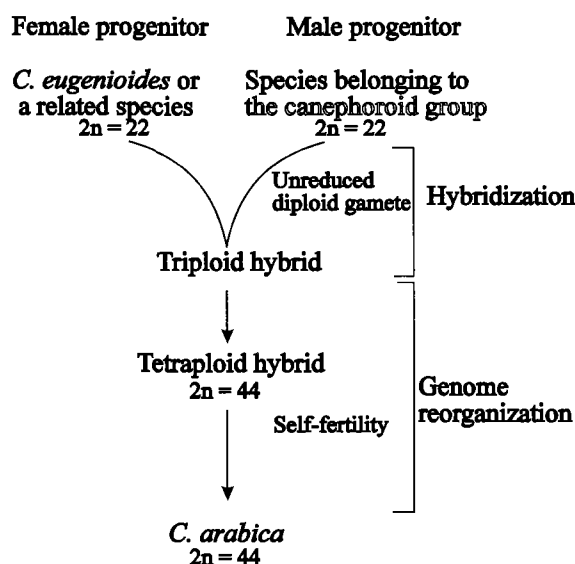 Female progenitor
Male progenitor
C. eugenioides or
a related species
2n = 22
Species belonging to
the canephoroid group
2n = 22
Unreduced
diploid gamete
Hybridization
Triploid hybrid
Tetraploid hybrid
2n = 44
Genome
reorganization
Self-fertility
C. arabica
2n = 44